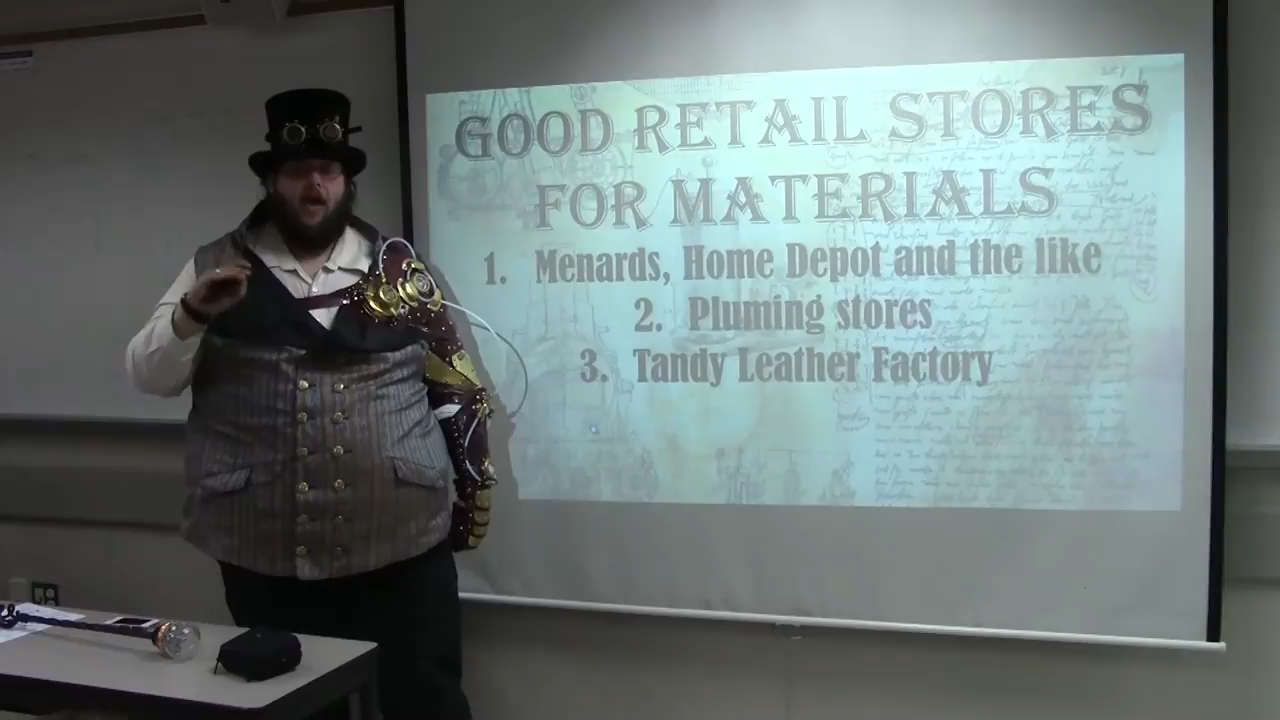 GOOD RETAIL STORES
FOR MATERIALS
1. Menards, Home Depot and the like
2. Pluming stores
3. Tandy Leather Factory